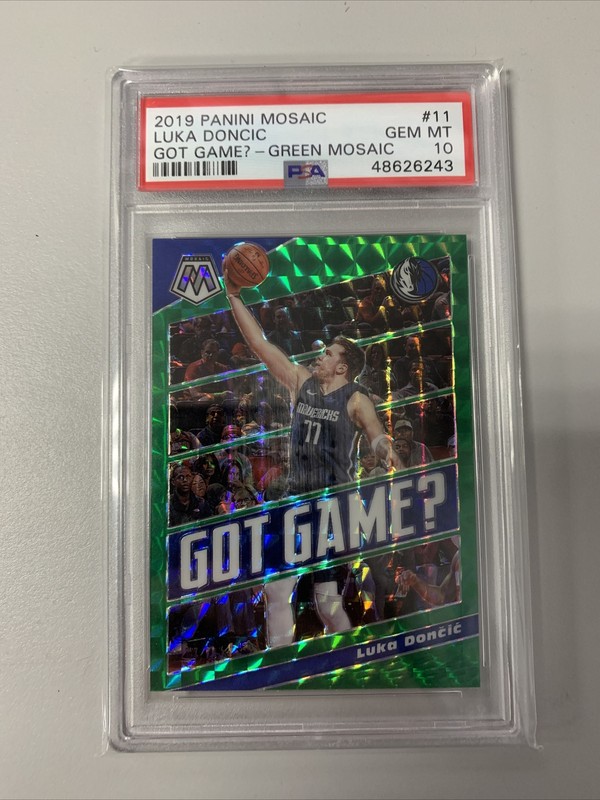 2019 PANINI MOSAIC #11
LUKA DONCIC GEM MT
GOT GAME? – GREEN MOSAIC 10
PSA 48626243
MOSAIC
M
MAVERICKS
77
GOT GAME?
Luka Dončić